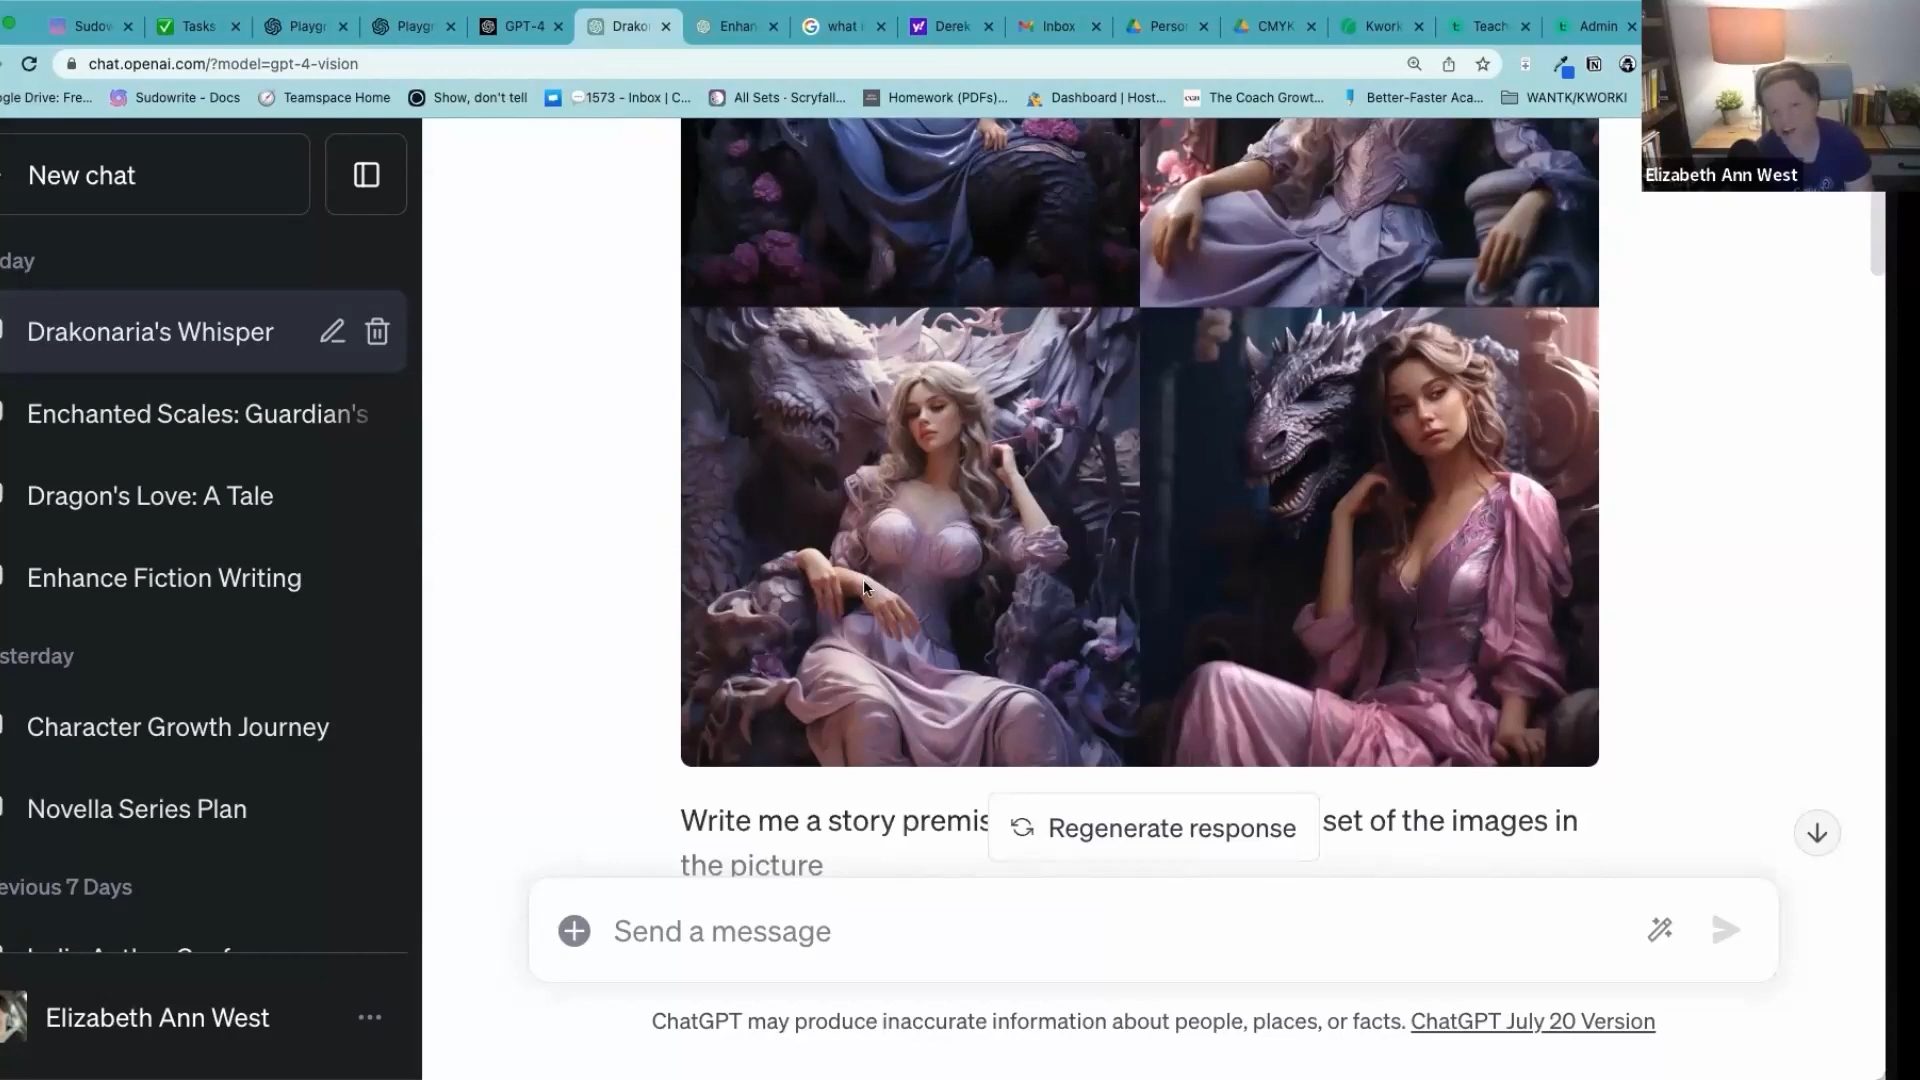 Sudow
Tasks
Playgr
Playgr
GPT-4
Drako
Enhan
what i
Derek
Inbox
Perso
CMYK
Kwork
Teach
Admin
chat.openai.com/?model=gpt-4-vision
gle Drive: Fre...
Sudowrite - Docs
Teamspace Home
Show, don't tell
1573 - Inbox | C...
All Sets - Scryfall...
Homework (PDFs)...
Dashboard | Host...
The Coach Growt...
Better-Faster Aca...
WANTK/KWORKI
Elizabeth Ann West
New chat
day
Drakonaria's Whisper
Enchanted Scales: Guardian's
Dragon's Love: A Tale
Enhance Fiction Writing
sterday
Character Growth Journey
Novella Series Plan
evious 7 Days
Elizabeth Ann West
Write me a story premis
set of the images in
the picture
Regenerate response
Send a message
ChatGPT may produce inaccurate information about people, places, or facts. ChatGPT July 20 Version